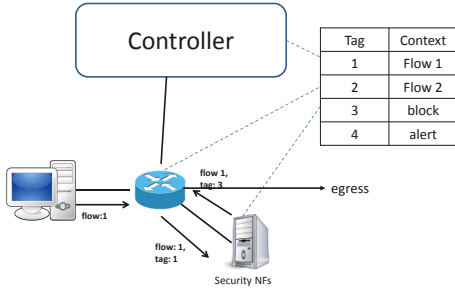 Controller
Tag Context
1 Flow 1
2 Flow 2
3 block
4 alert
flow 1,
tag: 3
egress
flow:1
flow: 1,
tag: 1
Security NFs